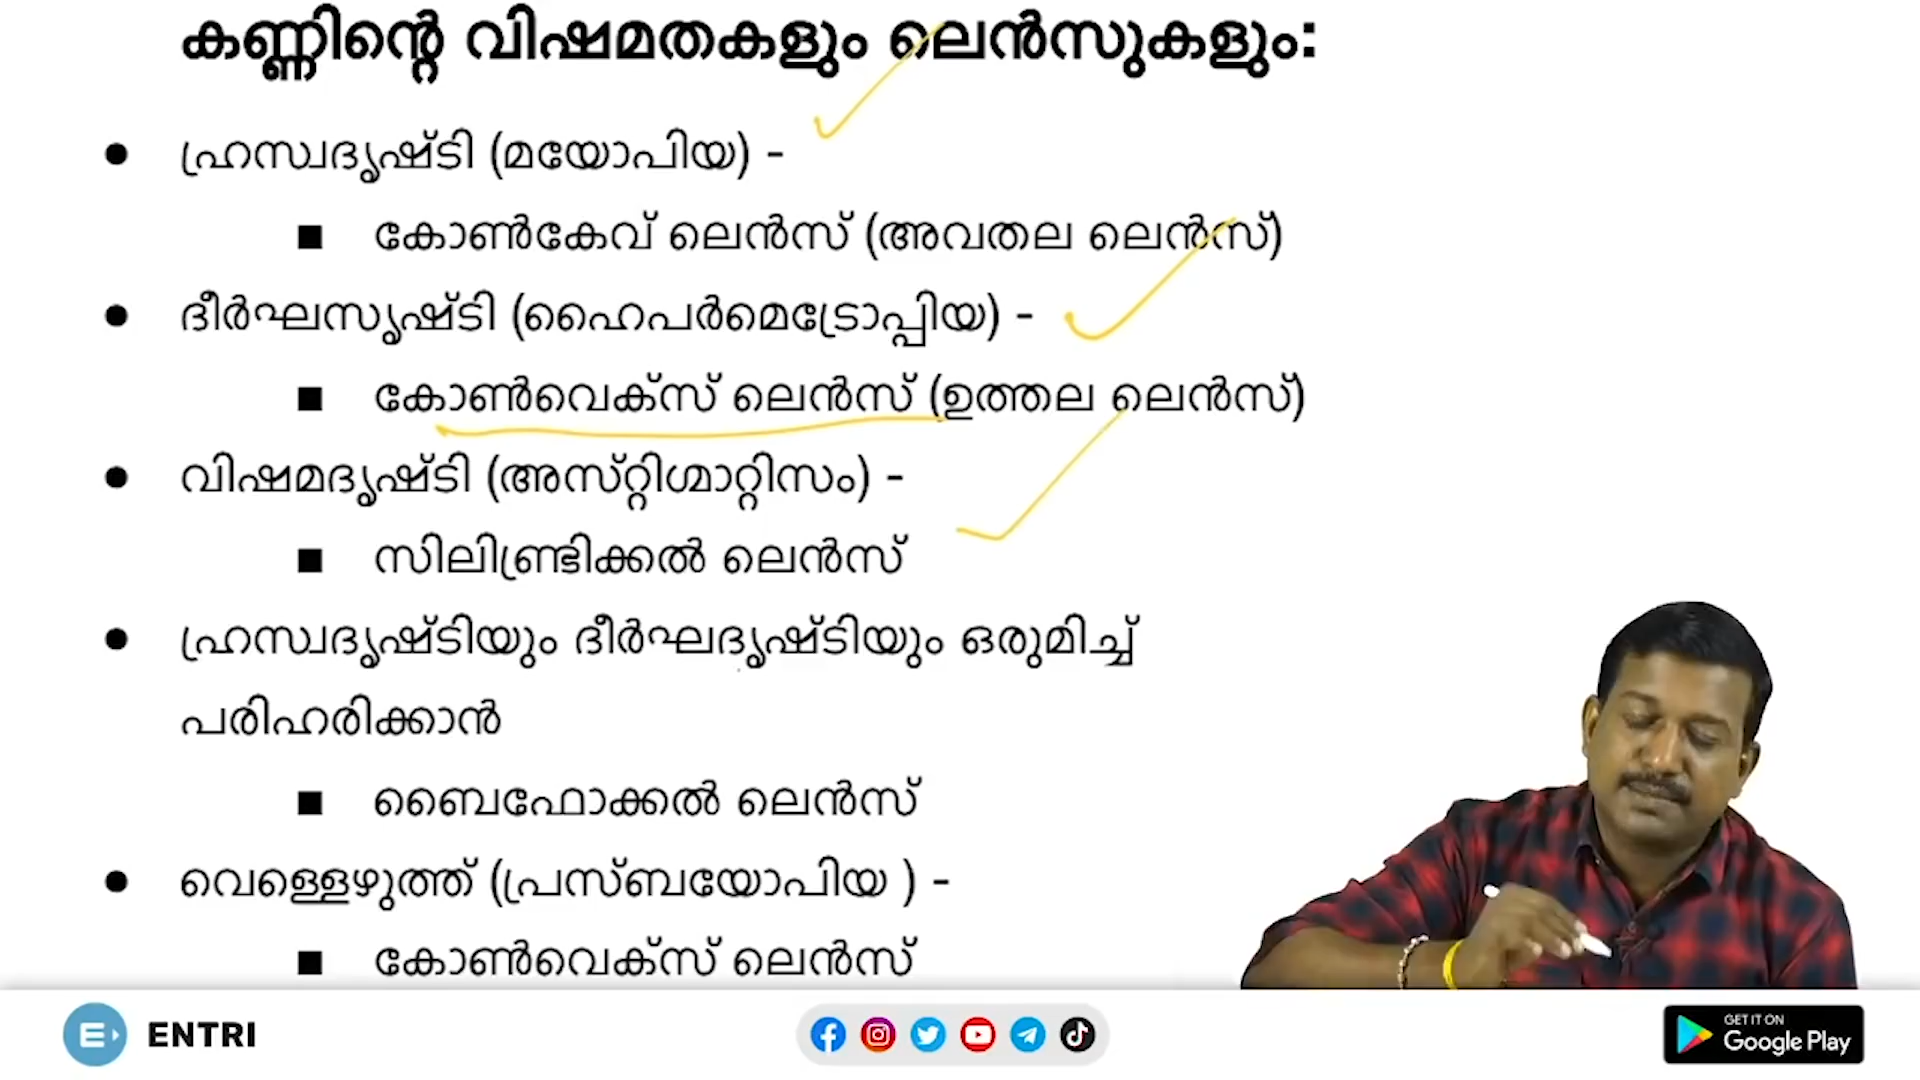 കണ്ണിന്റെ വിഷമതകളും ലെൻസുകളും:
● ഹ്രസ്വദൃഷ്ടി (മയോപിയ) -
■ കോൺകേവ് ലെൻസ് (അവതല ലെൻസ്)
● ദീർഘസൃഷ്ടി (ഹൈപർമെട്രോപ്പിയ) -
■ കോൺവെക്സ് ലെൻസ് (ഉത്തല ലെൻസ്)
● വിഷമദൃഷ്ടി (അസ്റ്റിഗ്മാറ്റിസം) -
■ സിലിണ്ട്രിക്കൽ ലെൻസ്
● ഹ്രസ്വദൃഷ്ടിയും ദീർഘദൃഷ്ടിയും ഒരുമിച്ച്
പരിഹരിക്കാൻ
■ ബൈഫോക്കൽ ലെൻസ്
● വെള്ളെഴുത്ത് (പ്രസ്ബയോപിയ ) -
■ കോൺവെക്സ് ലെൻസ്
ENTRI
GET IT ON
Google Play